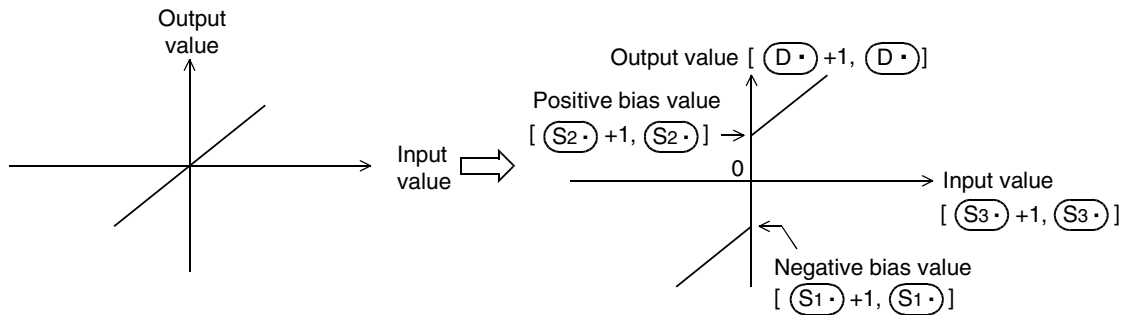 Output
value
Input
value
Output value [ D· +1, D· ]
Positive bias value
[ S2· +1, S2· ]
0
Input value
[ S3· +1, S3· ]
Negative bias value
[ S1· +1, S1· ]